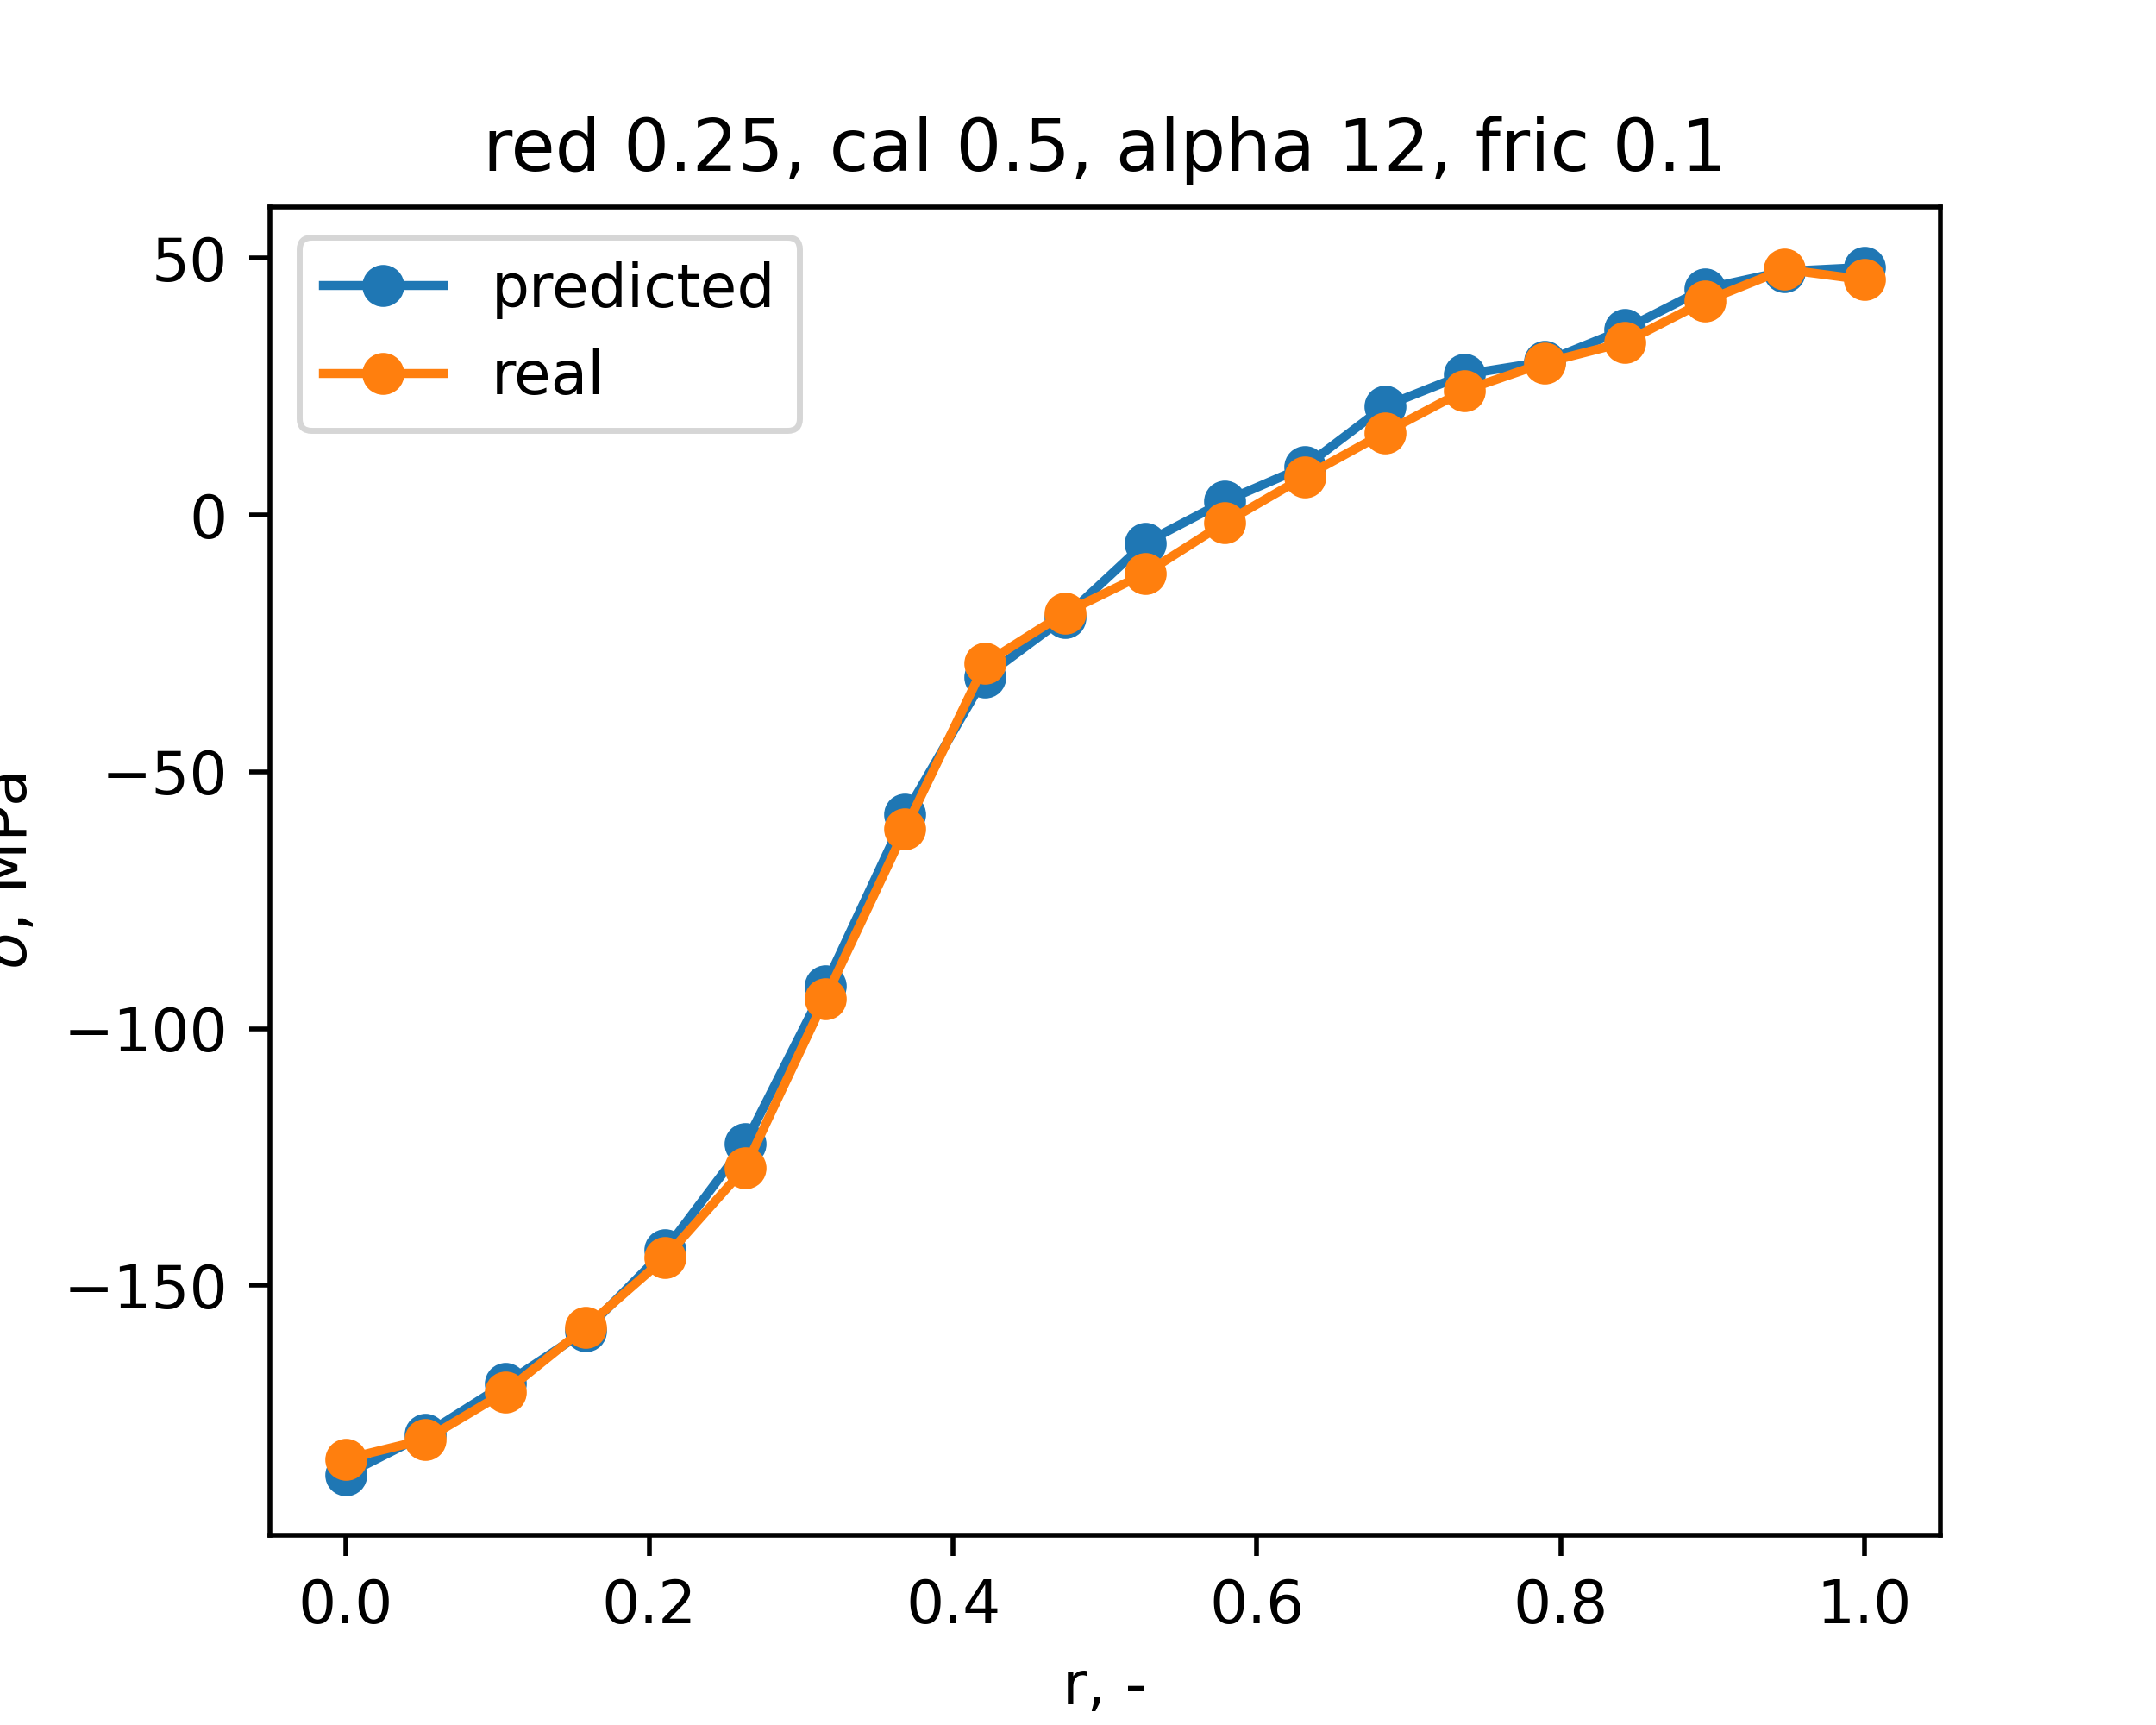 red 0.25, cal 0.5, alpha 12, fric 0.1
predicted
real
50
0
−50
−100
−150
σ, MPa
0.0 0.2 0.4 0.6 0.8 1.0
r, -